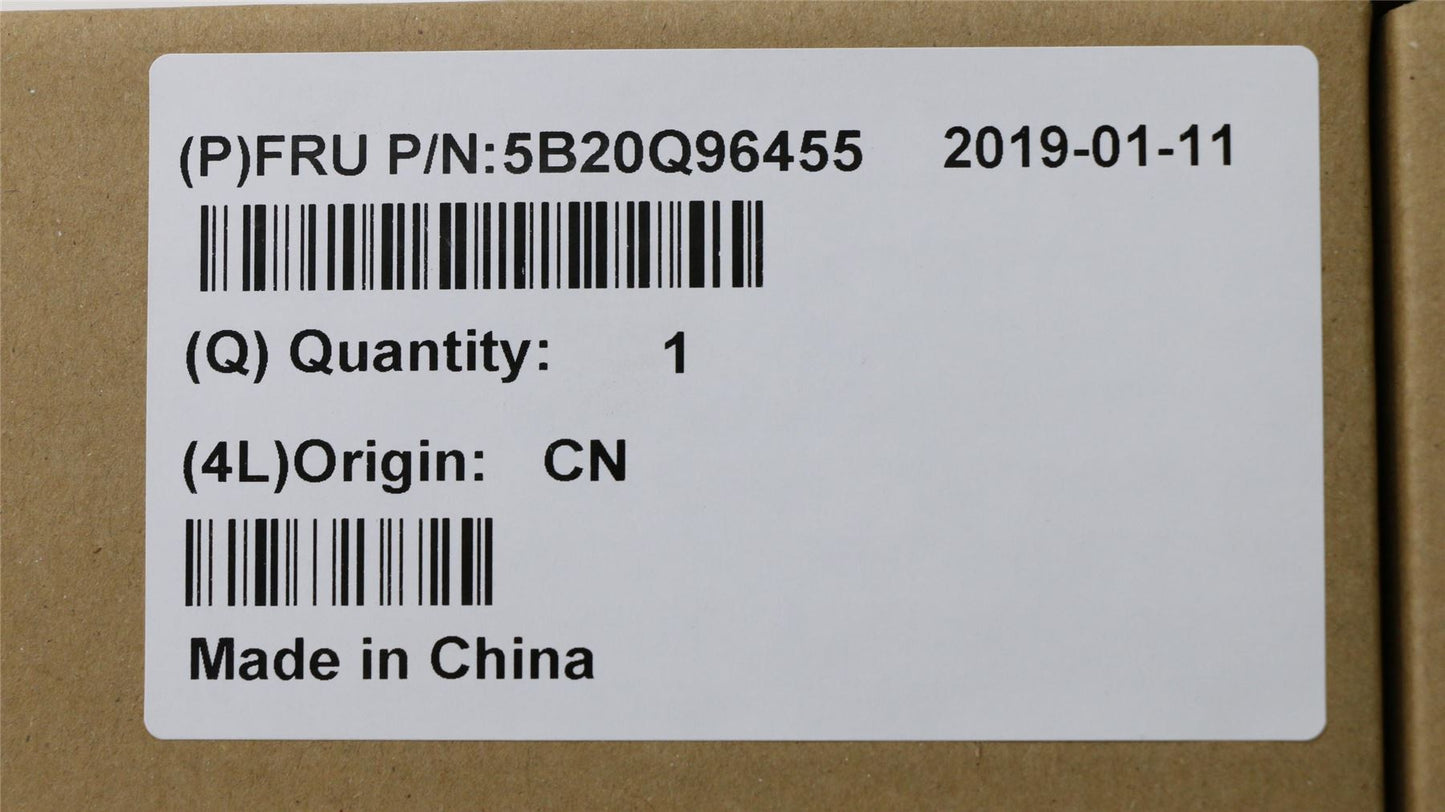 (P)FRU P/N:5B20Q96455 2019-01-11
(Q) Quantity: 1
(4L)Origin: CN
Made in China